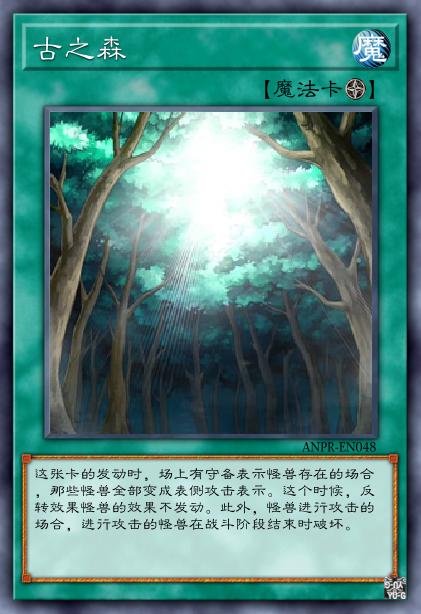 古之森
魔
【魔法卡】
ANPR-EN048
这张卡的发动时，场上有守备表示怪兽存在的场合
，那些怪兽全部变成表侧攻击表示。这个时候，反
转效果怪兽的效果不发动。此外，怪兽进行攻击的
场合，进行攻击的怪兽在战斗阶段结束时破坏。